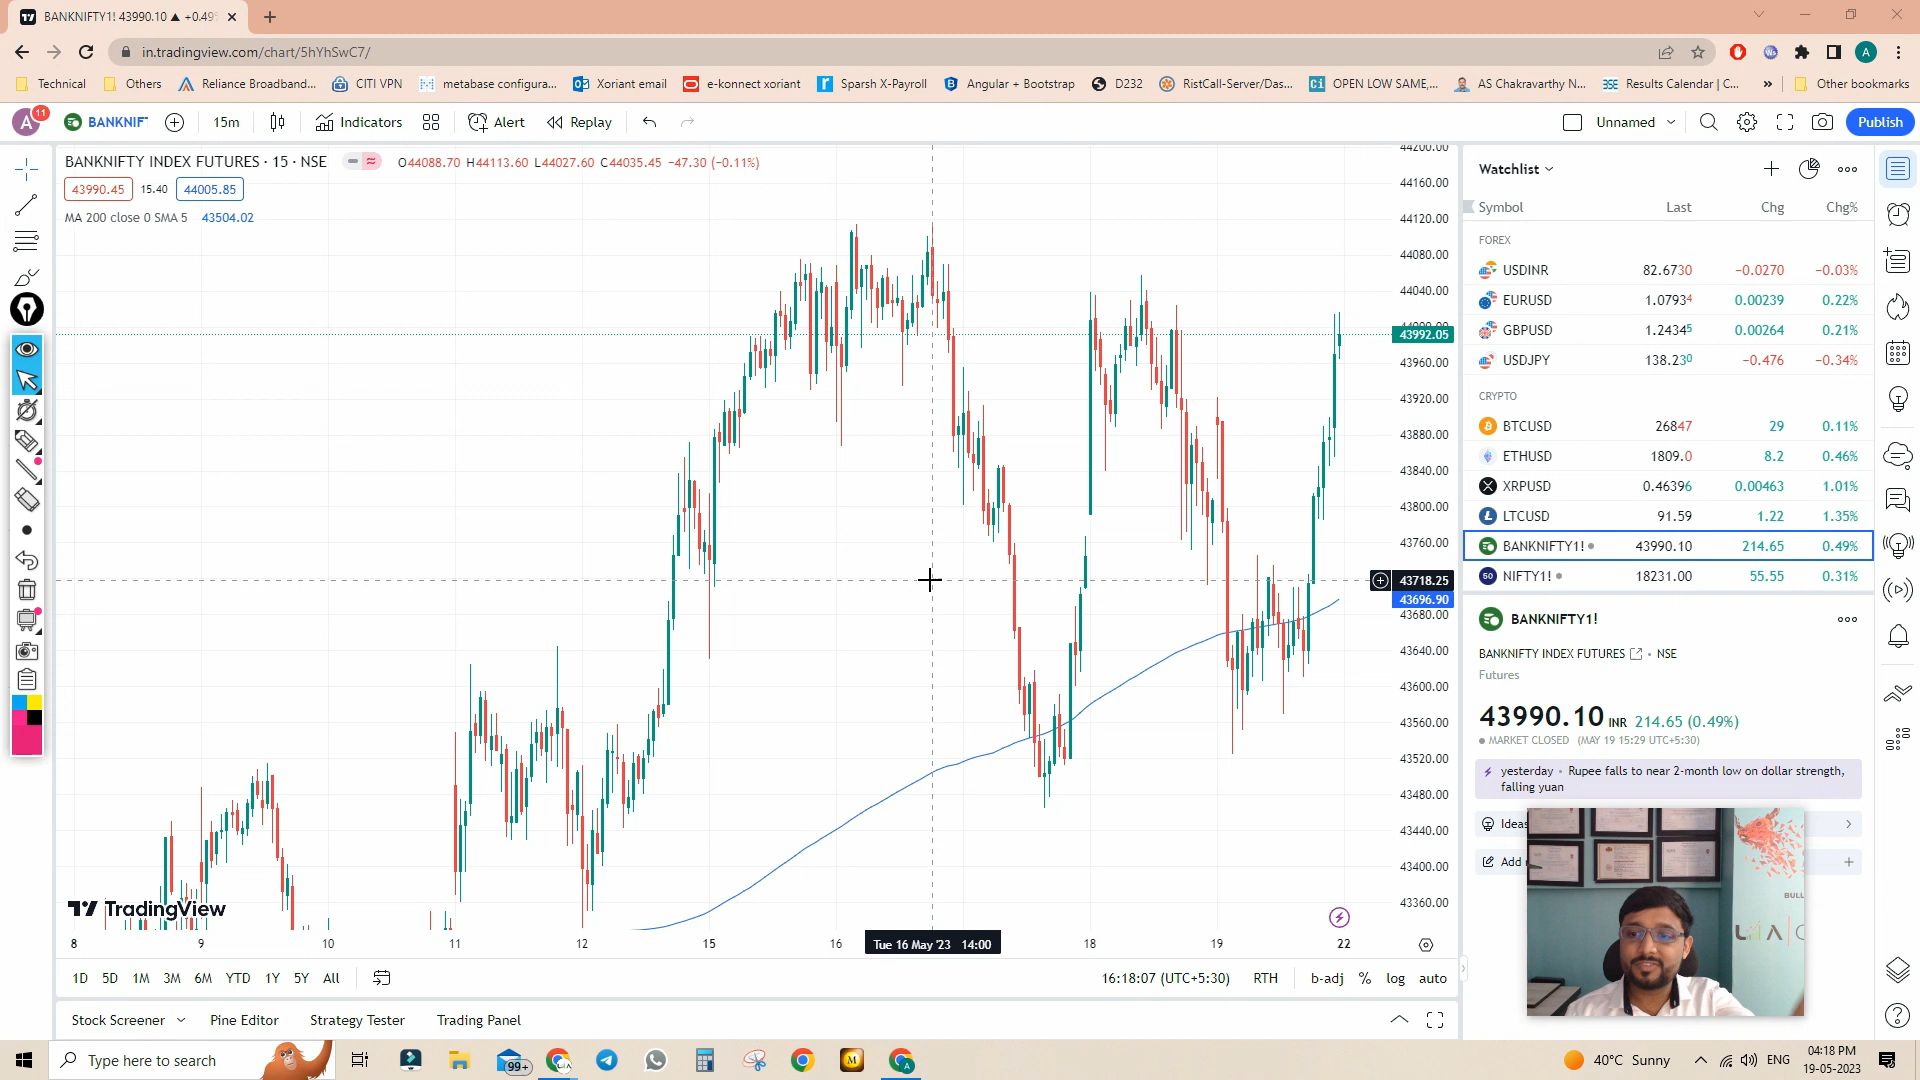 BANKNIFTY1! 43990.10 ▲ +0.49%
in.tradingview.com/chart/5hYhSwC7/
Technical Others Reliance Broadband... CITI VPN metabase configura... Xoriant email e-konnect xoriant Sparsh X-Payroll Angular + Bootstrap D232 RistCall-Server/Das... OPEN LOW SAME,... AS Chakravarthy N... Results Calendar | C... » Other bookmarks
A 11 BANKNIF 15m Indicators Alert Replay Unnamed Publish
BANKNIFTY INDEX FUTURES · 15 · NSE O44088.70 H44113.60 L44027.60 C44035.45 −47.30 (−0.11%)
43990.45 15.40 44005.85
MA 200 close 0 SMA 5 43504.02
44200.00
44160.00
44120.00
44080.00
44040.00
44000.00
43992.05
43960.00
43920.00
43880.00
43840.00
43800.00
43760.00
43718.25
43696.90
43680.00
43640.00
43600.00
43560.00
43520.00
43480.00
43440.00
43400.00
43360.00
TradingView
8 9 10 11 12 15 16 Tue 16 May '23 14:00 18 19 22
1D 5D 1M 3M 6M YTD 1Y 5Y All 16:18:07 (UTC+5:30) RTH b-adj % log auto
Stock Screener Pine Editor Strategy Tester Trading Panel
Watchlist
Symbol Last Chg Chg%
FOREX
USDINR 82.6730 −0.0270 −0.03%
EURUSD 1.07934 0.00239 0.22%
GBPUSD 1.24345 0.00264 0.21%
USDJPY 138.230 −0.476 −0.34%
CRYPTO
BTCUSD 26847 29 0.11%
ETHUSD 1809.0 8.2 0.46%
XRPUSD 0.46396 0.00463 1.01%
LTCUSD 91.59 1.22 1.35%
BANKNIFTY1! 43990.10 214.65 0.49%
50 NIFTY1! 18231.00 55.55 0.31%
BANKNIFTY1!
BANKNIFTY INDEX FUTURES • NSE
Futures
43990.10 INR 214.65 (0.49%)
MARKET CLOSED (MAY 19 15:29 UTC+5:30)
yesterday • Rupee falls to near 2-month low on dollar strength,
falling yuan
Ideas
Add
BULL
Type here to search 99+ 40°C Sunny ENG 04:18 PM
19-05-2023